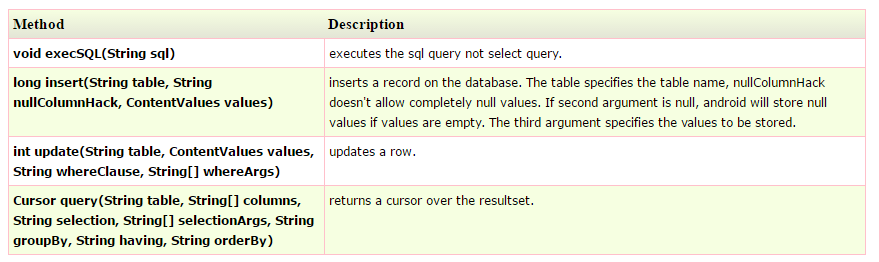 Method Description
void execSQL(String sql) executes the sql query not select query.
long insert(String table, String inserts a record on the database. The table specifies the table name, nullColumnHack
nullColumnHack, ContentValues values) doesn't allow completely null values. If second argument is null, android will store null
values if values are empty. The third argument specifies the values to be stored.
int update(String table, ContentValues values, updates a row.
String whereClause, String[] whereArgs)
Cursor query(String table, String[] columns, returns a cursor over the resultset.
String selection, String[] selectionArgs, String
groupBy, String having, String orderBy)